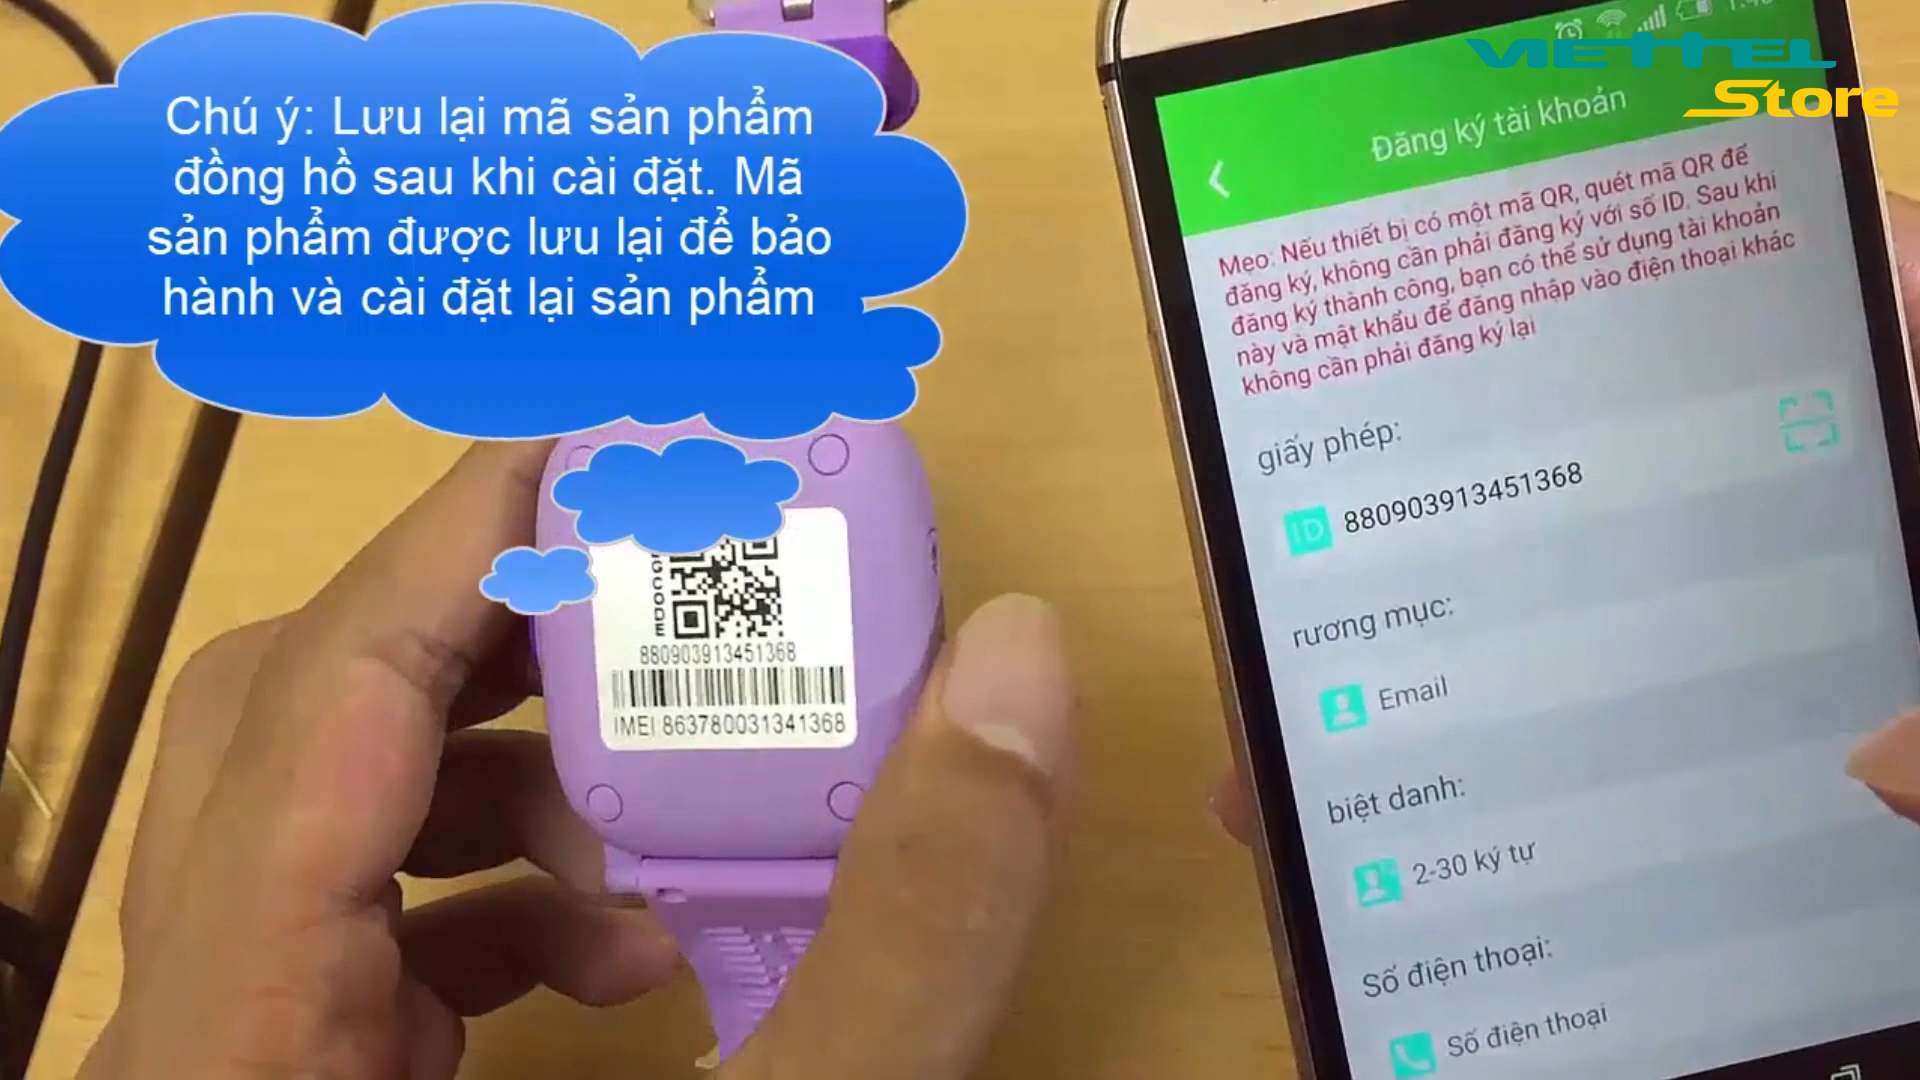 Chú ý: Lưu lại mã sản phẩm
đồng hồ sau khi cài đặt. Mã
sản phẩm được lưu lại để bảo
hành và cài đặt lại sản phẩm
VIETTEL
Store
Đăng ký tài khoản
Mẹo: Nếu thiết bị có một mã QR, quét mã QR để
đăng ký, không cần phải đăng ký với số ID. Sau khi
đăng ký thành công, bạn có thể sử dụng tài khoản
này và mật khẩu để đăng nhập vào điện thoại khác
không cần phải đăng ký lại
giấy phép:
ID 880903913451368
rương mục:
Email
biệt danh:
2-30 ký tự
Số điện thoại:
Số điện thoại
880903913451368
IMEI 863780031341368